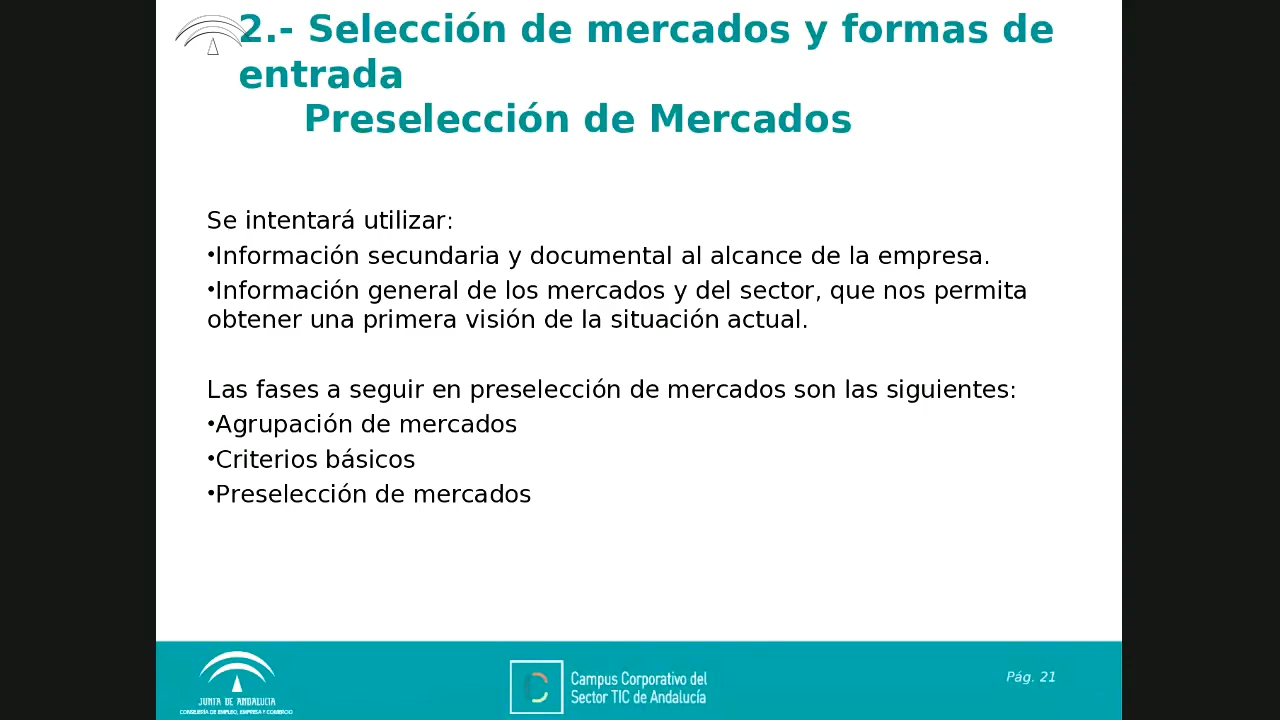 2.- Selección de mercados y formas de
entrada
Preselección de Mercados
Se intentará utilizar:
•Información secundaria y documental al alcance de la empresa.
•Información general de los mercados y del sector, que nos permita
obtener una primera visión de la situación actual.
Las fases a seguir en preselección de mercados son las siguientes:
•Agrupación de mercados
•Criterios básicos
•Preselección de mercados
JUNTA DE ANDALUCIA
CONSEJERÍA DE EMPLEO, EMPRESA Y COMERCIO
Campus Corporativo del
Sector TIC de Andalucía
Pág. 21